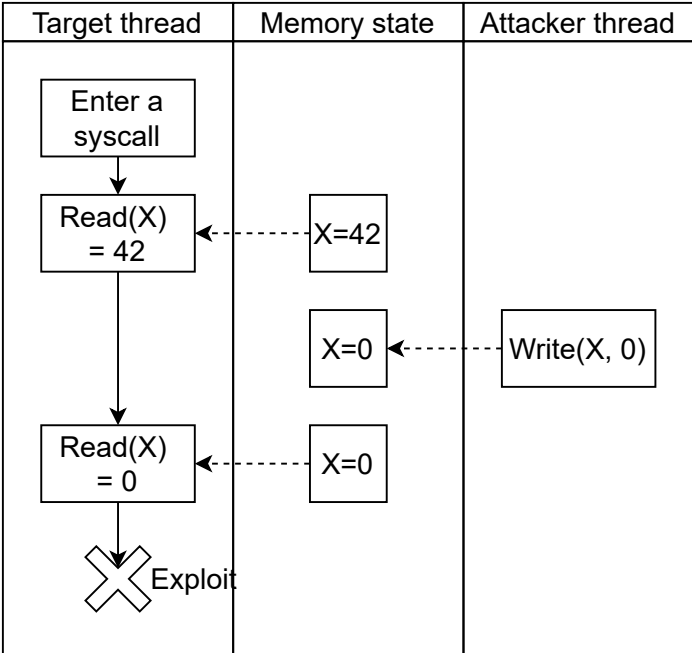 Target thread
Memory state
Attacker thread
Enter a
syscall
Read(X)
= 42
X=42
X=0
Write(X, 0)
Read(X)
= 0
X=0
Exploit